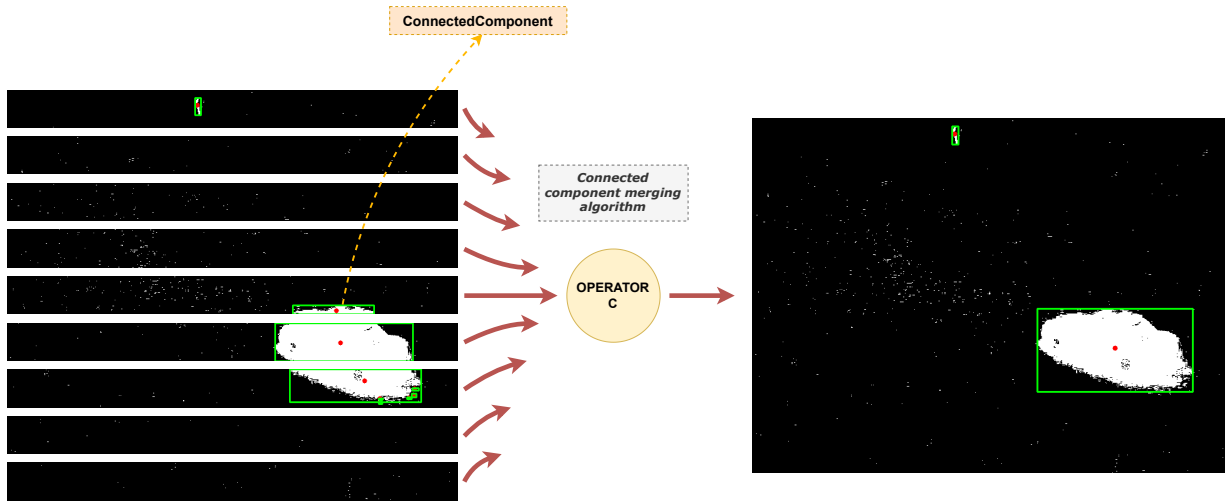 ConnectedComponent
Connected
component merging
algorithm
OPERATOR
C